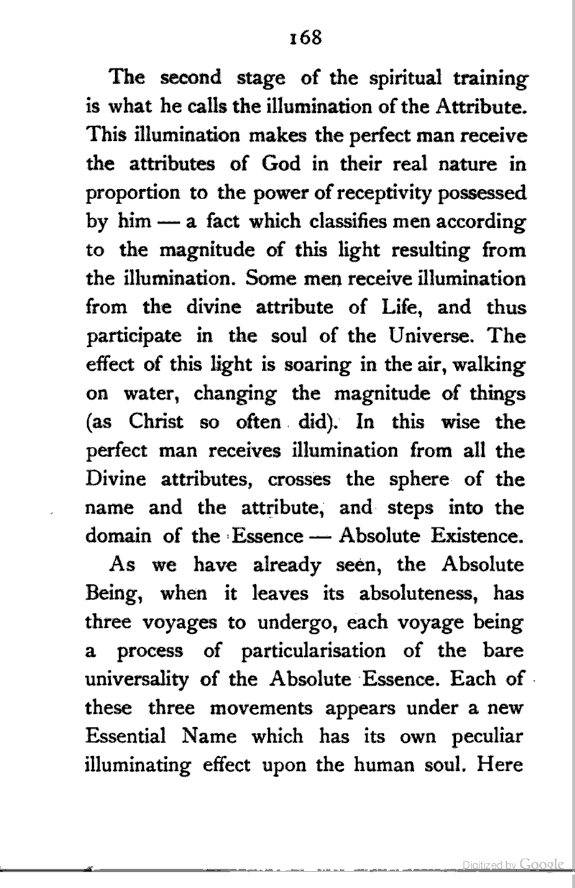 168
The second stage of the spiritual training
is what he calls the illumination of the Attribute.
This illumination makes the perfect man receive
the attributes of God in their real nature in
proportion to the power of receptivity possessed
by him — a fact which classifies men according
to the magnitude of this light resulting from
the illumination. Some men receive illumination
from the divine attribute of Life, and thus
participate in the soul of the Universe. The
effect of this light is soaring in the air, walking
on water, changing the magnitude of things
(as Christ so often did). In this wise the
perfect man receives illumination from all the
Divine attributes, crosses the sphere of the
name and the attribute, and steps into the
domain of the Essence — Absolute Existence.
As we have already seen, the Absolute
Being, when it leaves its absoluteness, has
three voyages to undergo, each voyage being
a process of particularisation of the bare
universality of the Absolute Essence. Each of
these three movements appears under a new
Essential Name which has its own peculiar
illuminating effect upon the human soul. Here
Digitized by Google